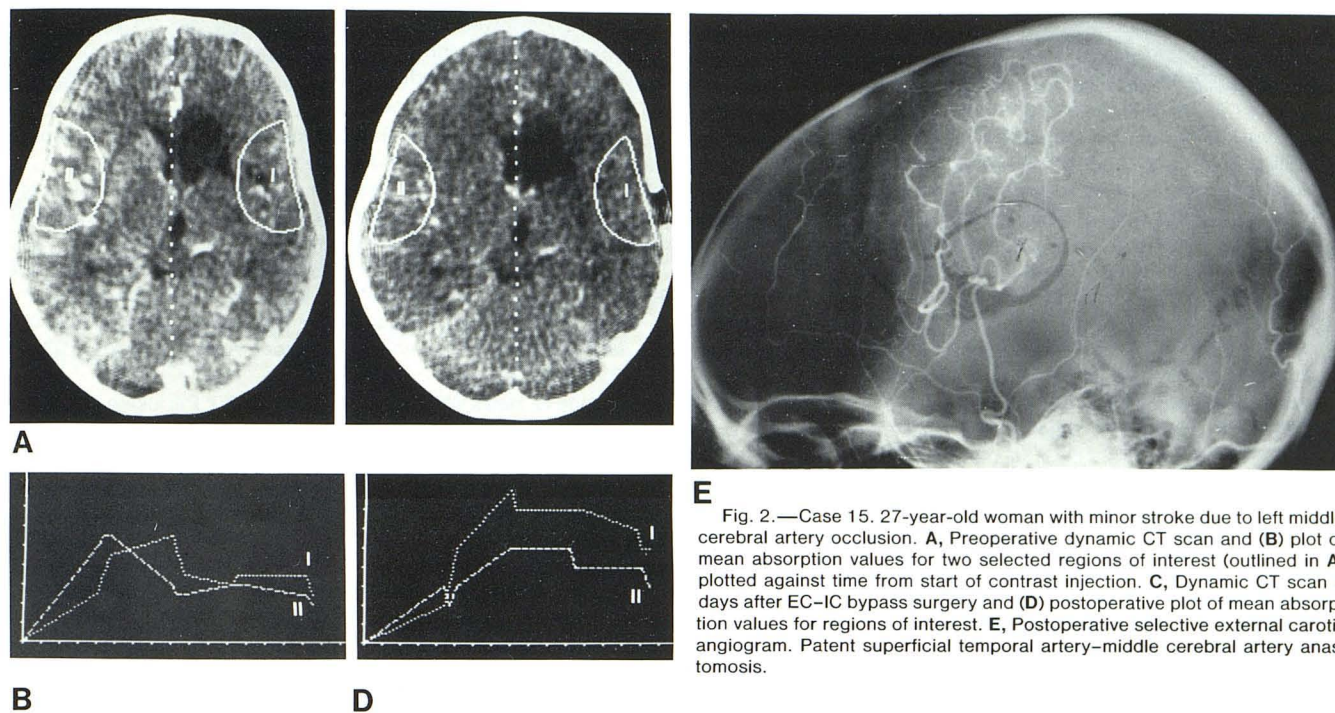 II
I
II
I
A
E
I
II
I
II
B
D
Fig. 2.—Case 15. 27-year-old woman with minor stroke due to left middl
cerebral artery occlusion. A, Preoperative dynamic CT scan and (B) plot o
mean absorption values for two selected regions of interest (outlined in A
plotted against time from start of contrast injection. C, Dynamic CT scan
days after EC–IC bypass surgery and (D) postoperative plot of mean absorp
tion values for regions of interest. E, Postoperative selective external caroti
angiogram. Patent superficial temporal artery–middle cerebral artery anas
tomosis.